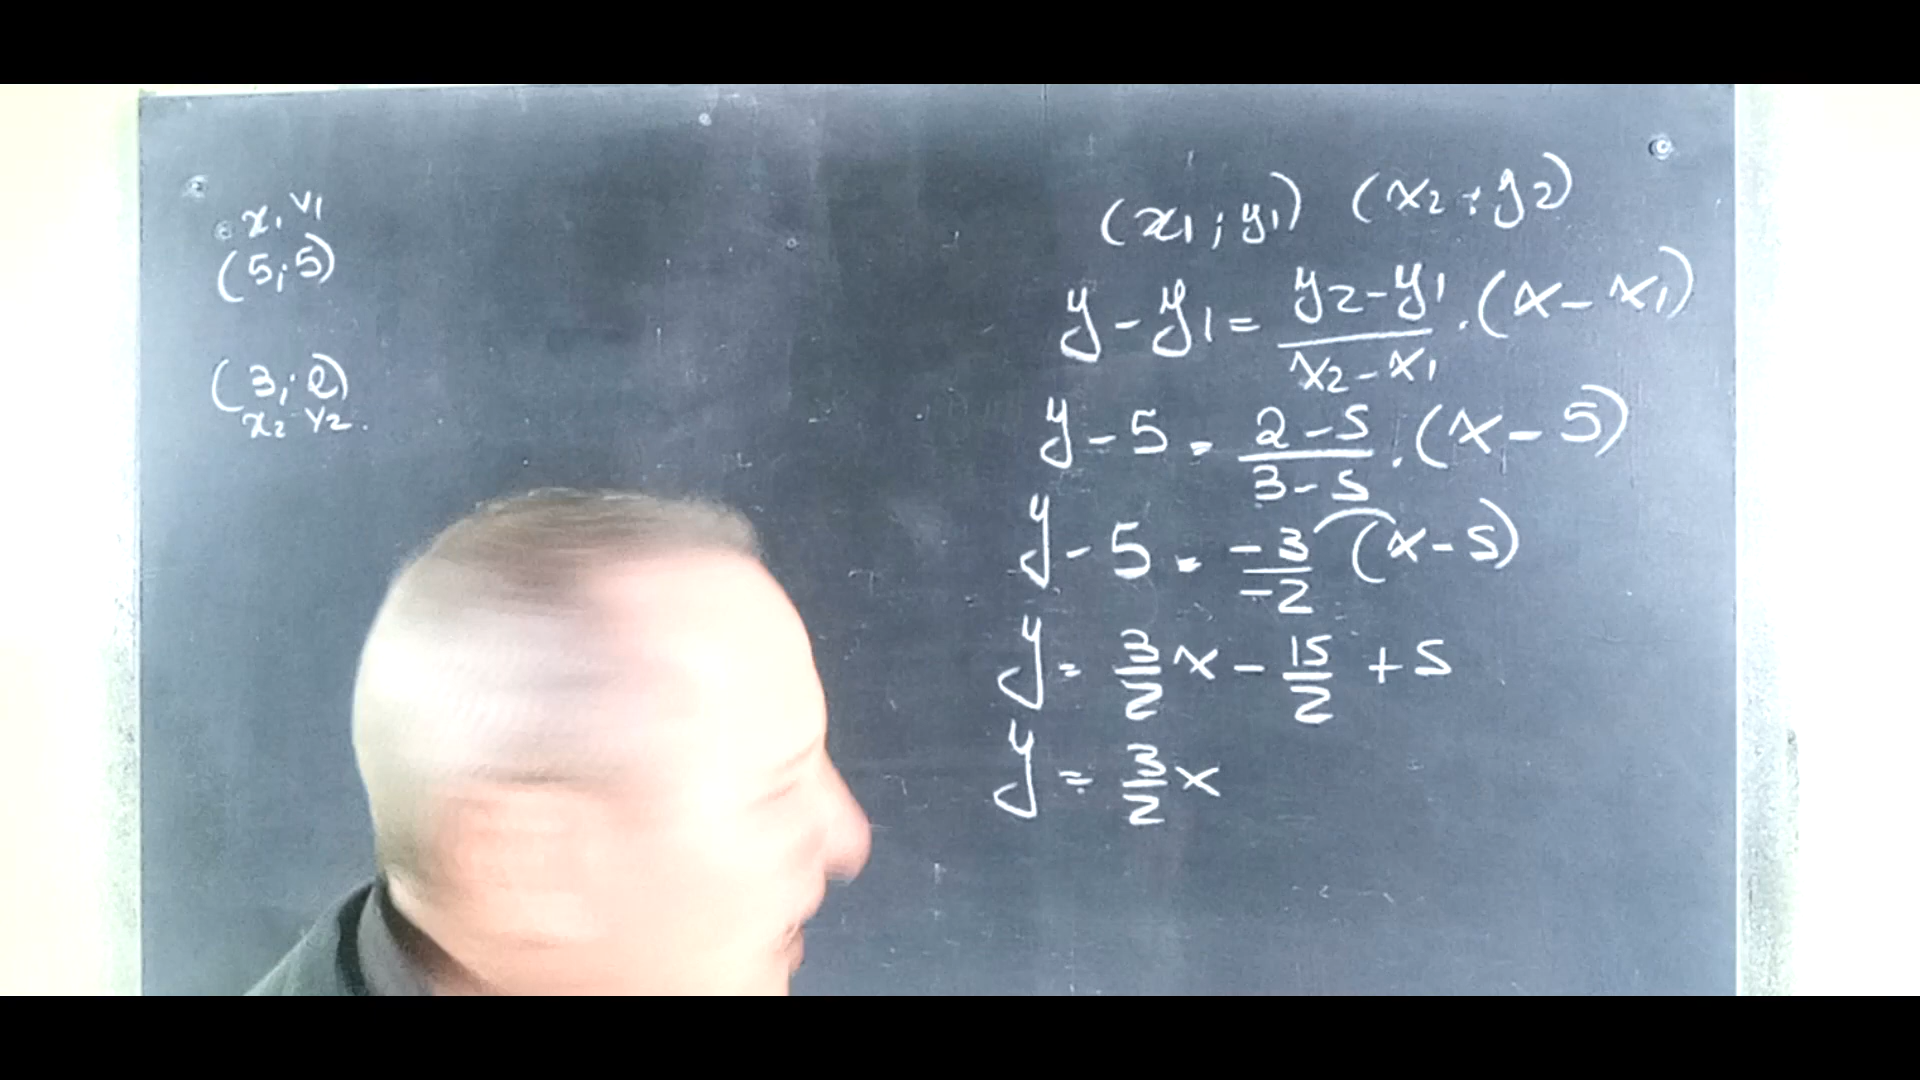 x₁ y₁
(5; 5)
(3; 2)
x₂ y₂.
(x₁ ; y₁) (x₂ ; y₂)
y - y₁ = (y₂ - y₁)/(x₂ - x₁) · (x - x₁)
y - 5 = (2 - 5)/(3 - 5) · (x - 5)
y - 5 = -3/-2 (x - 5)
y = 3/2 x - 15/2 + 5
y = 3/2 x